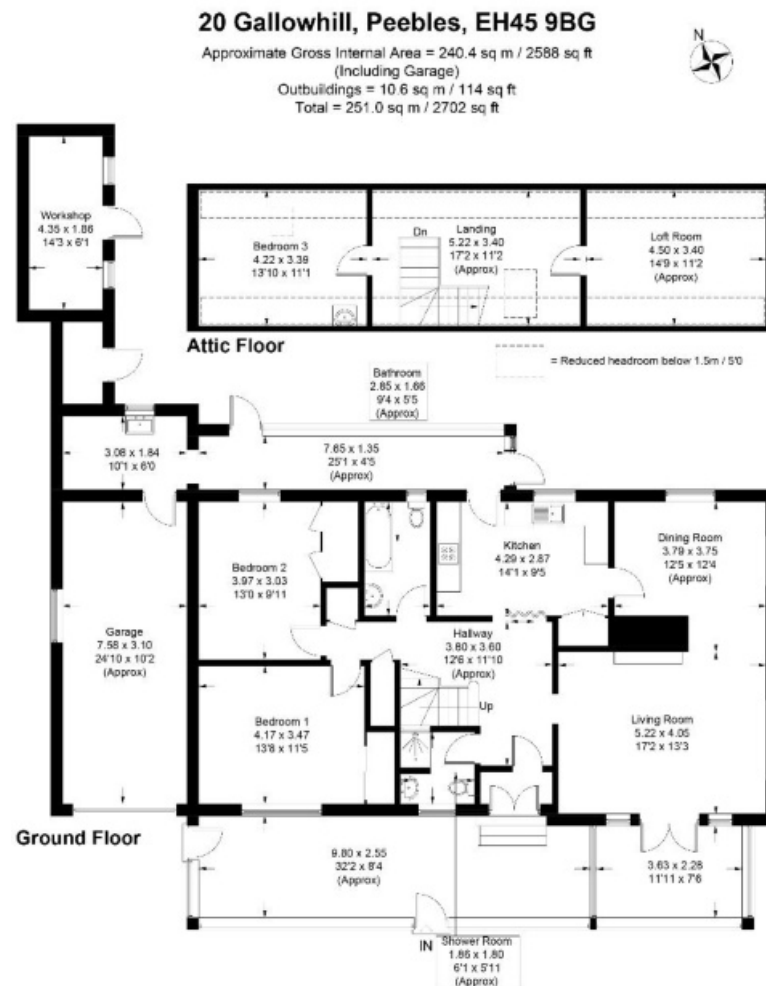 20 Gallowhill, Peebles, EH45 9BG
Approximate Gross Internal Area = 240.4 sq m / 2588 sq ft
(Including Garage)
Outbuildings = 10.6 sq m / 114 sq ft
Total = 251.0 sq m / 2702 sq ft
N
Workshop
4.35 x 1.86
14'3 x 6'1
Bedroom 3
4.22 x 3.39
13'10 x 11'1
Dn
Landing
5.22 x 3.40
17'2 x 11'2
(Approx)
Loft Room
4.50 x 3.40
14'9 x 11'2
(Approx)
Attic Floor
= Reduced headroom below 1.5m / 5'0
Bathroom
2.85 x 1.66
9'4 x 5'5
(Approx)
3.08 x 1.84
10'1 x 6'0
7.65 x 1.35
25'1 x 4'5
(Approx)
Bedroom 2
3.97 x 3.03
13'0 x 9'11
Kitchen
4.29 x 2.87
14'1 x 9'5
Dining Room
3.79 x 3.75
12'5 x 12'4
(Approx)
Garage
7.58 x 3.10
24'10 x 10'2
(Approx)
Hallway
3.80 x 3.60
12'6 x 11'10
(Approx)
Up
Bedroom 1
4.17 x 3.47
13'8 x 11'5
Living Room
5.22 x 4.05
17'2 x 13'3
Ground Floor
9.80 x 2.55
32'2 x 8'4
(Approx)
3.63 x 2.28
11'11 x 7'6
IN
Shower Room
1.86 x 1.80
6'1 x 5'11
(Approx)